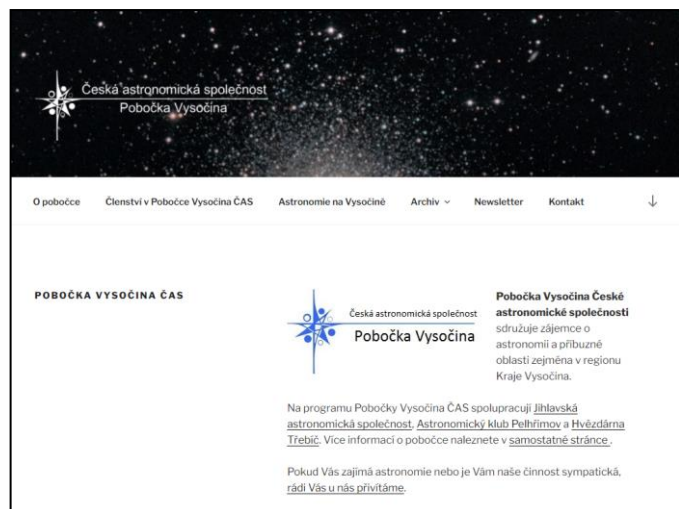 Česká astronomická společnost
Pobočka Vysočina
O pobočce Členství v Pobočce Vysočina ČAS Astronomie na Vysočině Archiv Newsletter Kontakt
POBOČKA VYSOČINA ČAS
Česká astronomická společnost
Pobočka Vysočina
Pobočka Vysočina České
astronomické společnosti
sdružuje zájemce o
astronomii a příbuzné
oblasti zejména v regionu
Kraje Vysočina.
Na programu Pobočky Vysočina ČAS spolupracují Jihlavská
astronomická společnost, Astronomický klub Pelhřimov a Hvězdárna
Třebíč. Více informací o pobočce naleznete v samostatné stránce .
Pokud Vás zajímá astronomie nebo je Vám naše činnost sympatická,
rádi Vás u nás přivítáme.